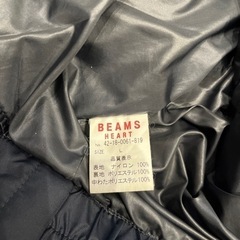 BEAMS
HEART
No. 42-18-0061-819
L
品質表示
表地 ナイロン100%
裏地 ポリエステル100%
中わた ポリエステル100%